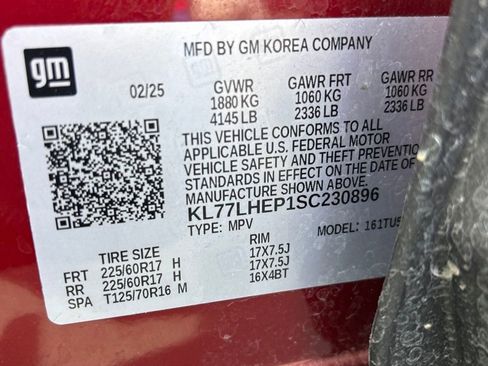 gm
MFD BY GM KOREA COMPANY
02/25 GVWR GAWR FRT GAWR RR
1880 KG 1060 KG 1060 KG
4145 LB 2336 LB 2336 LB
THIS VEHICLE CONFORMS TO ALL
APPLICABLE U.S. FEDERAL MOTOR
VEHICLE SAFETY AND THEFT PREVENTION
STANDARDS IN EFFECT ON THE DATE OF
MANUFACTURE SHOWN ABOVE.
KL77LHEP1SC230896
TYPE: MPV MODEL: 161TU5
TIRE SIZE RIM
FRT 225/60R17 H 17X7.5J
RR 225/60R17 H 17X7.5J
SPA T125/70R16 M 16X4BT